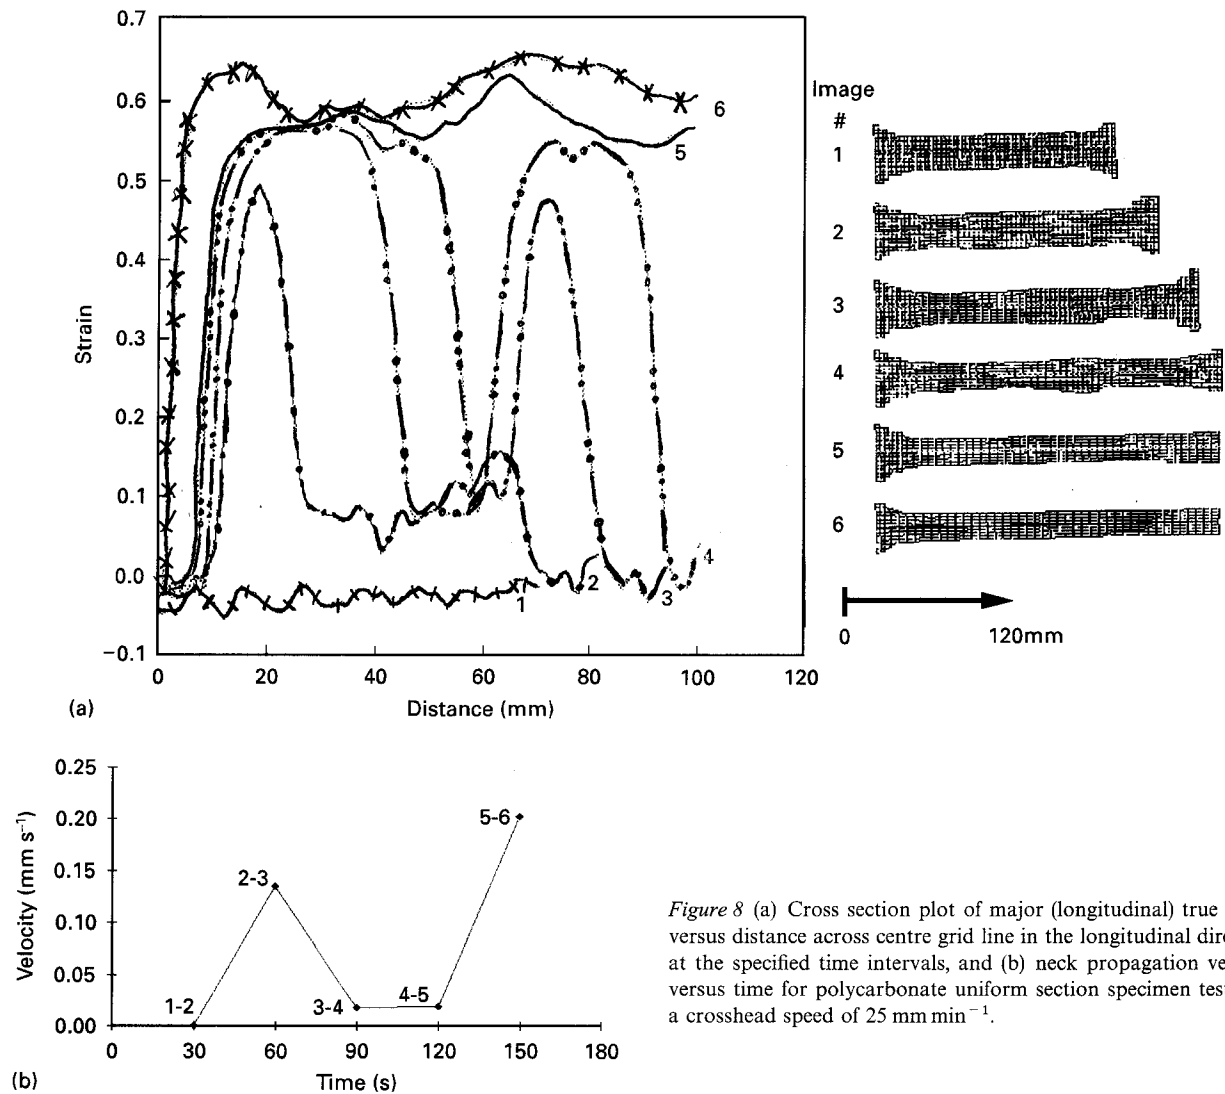 0.7
0.6
0.5
0.4
0.3
0.2
0.1
0.0
−0.1
Strain
0 20 40 60 80 100 120
Distance (mm)
(a)
1
2
3
4
5
6
Image
#
1
2
3
4
5
6
0 120mm
0.25
0.20
0.15
0.10
0.05
0.00
Velocity (mm s⁻¹)
1-2
2-3
3-4
4-5
5-6
0 30 60 90 120 150 180
Time (s)
(b)
Figure 8 (a) Cross section plot of major (longitudinal) true
versus distance across centre grid line in the longitudinal dire
at the specified time intervals, and (b) neck propagation ve
versus time for polycarbonate uniform section specimen test
a crosshead speed of 25 mm min⁻¹.